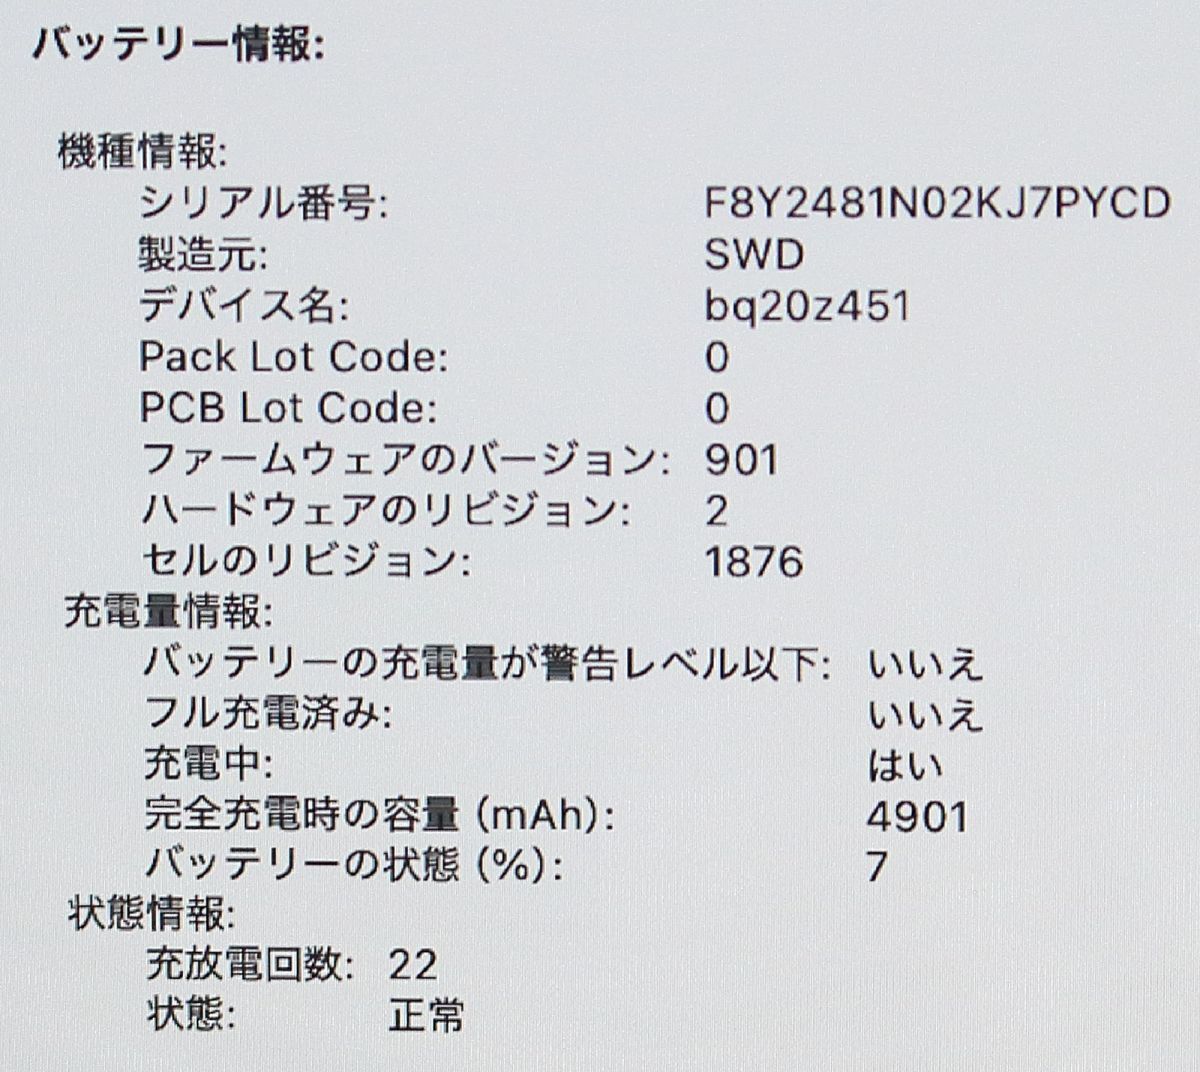 バッテリー情報:
機種情報:
シリアル番号: F8Y2481N02KJ7PYCD
製造元: SWD
デバイス名: bq20z451
Pack Lot Code: 0
PCB Lot Code: 0
ファームウェアのバージョン: 901
ハードウェアのリビジョン: 2
セルのリビジョン: 1876
充電量情報:
バッテリーの充電量が警告レベル以下: いいえ
フル充電済み: いいえ
充電中: はい
完全充電時の容量 (mAh): 4901
バッテリーの状態 (%): 7
状態情報:
充放電回数: 22
状態: 正常